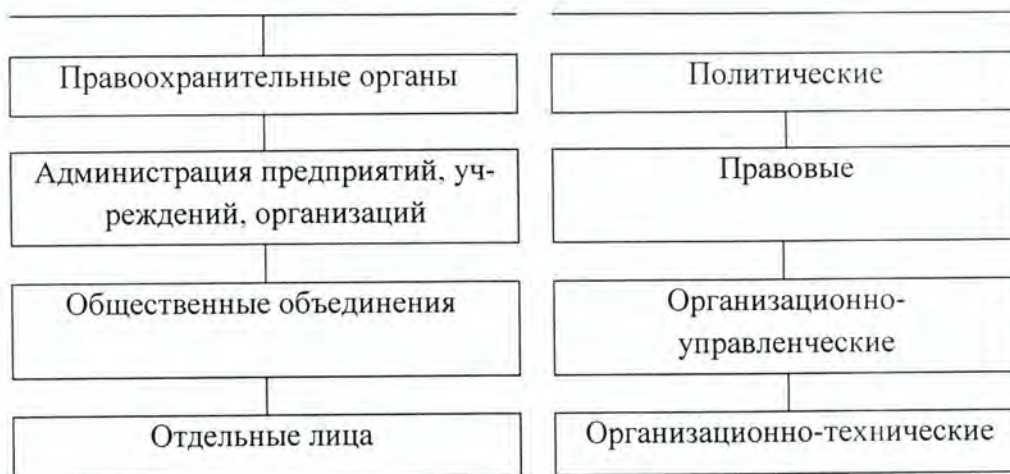 Правоохранительные органы
Администрация предприятий, уч-
реждений, организаций
Общественные объединения
Отдельные лица
Политические
Правовые
Организационно-
управленческие
Организационно-технические